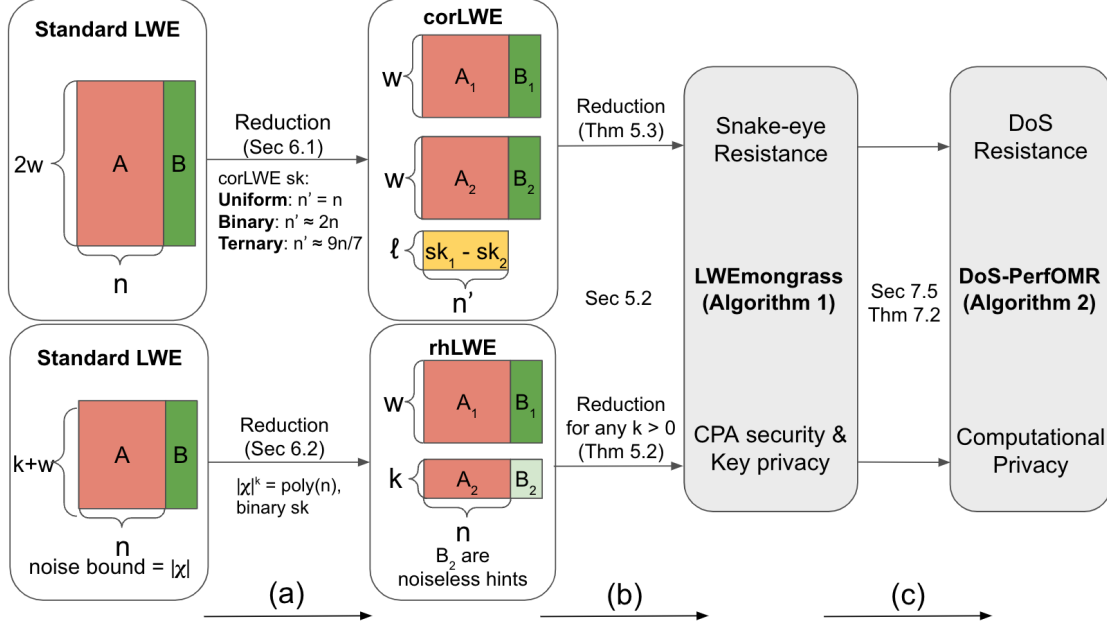 Standard LWE
2w
A
B
n
Reduction
(Sec 6.1)
corLWE sk:
Uniform: n' = n
Binary: n' ≈ 2n
Ternary: n' ≈ 9n/7
corLWE
w
A1
B1
w
A2
B2
ℓ
sk1 - sk2
n'
Reduction
(Thm 5.3)
Snake-eye
Resistance
DoS
Resistance
Sec 5.2
LWEmongrass
(Algorithm 1)
Sec 7.5
Thm 7.2
DoS-PerfOMR
(Algorithm 2)
Standard LWE
k+w
A
B
n
noise bound = |χ|
Reduction
(Sec 6.2)
|χ|ᵏ = poly(n),
binary sk
rhLWE
w
A1
B1
k
A2
B2
n
B2 are
noiseless hints
Reduction
for any k > 0
(Thm 5.2)
CPA security &
Key privacy
Computational
Privacy
(a)
(b)
(c)